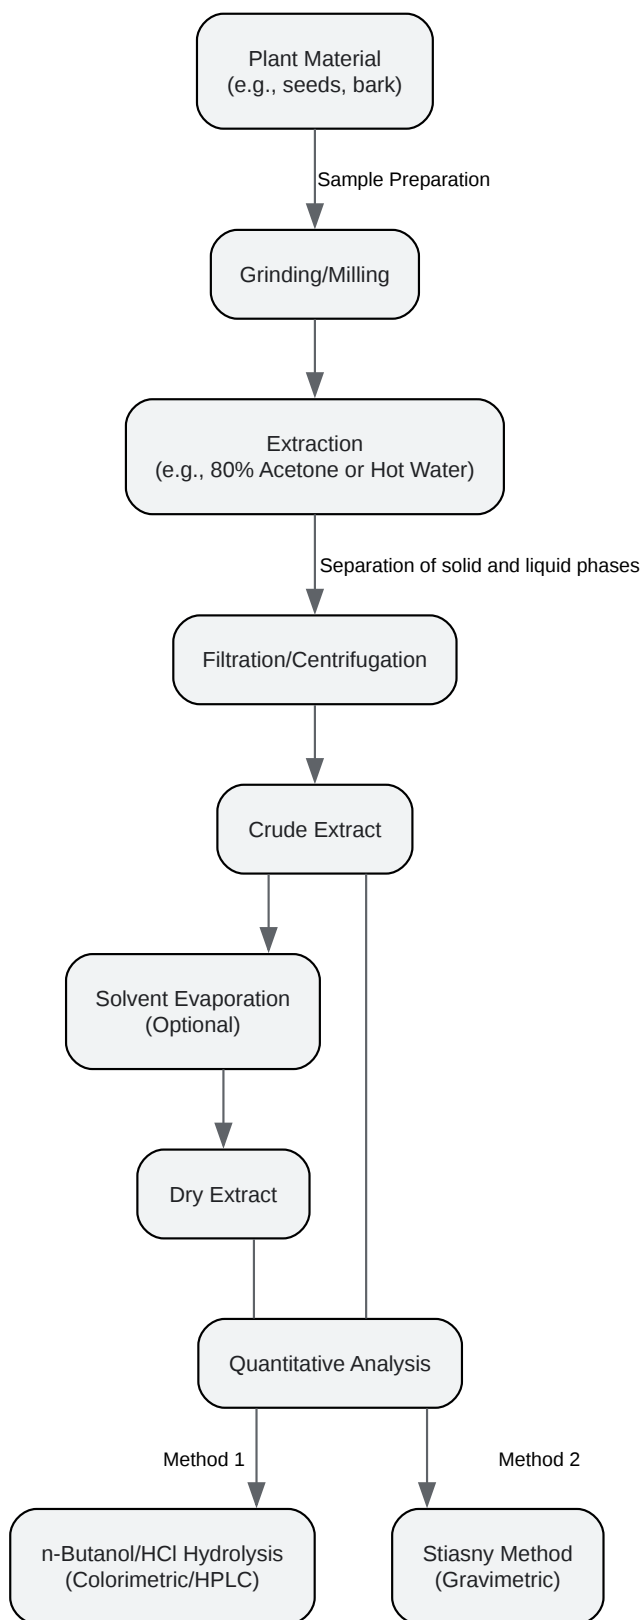 Plant Material
(e.g., seeds, bark)
Sample Preparation
Grinding/Milling
Extraction
(e.g., 80% Acetone or Hot Water)
Separation of solid and liquid phases
Filtration/Centrifugation
Crude Extract
Solvent Evaporation
(Optional)
Dry Extract
Quantitative Analysis
Method 1
Method 2
n-Butanol/HCl Hydrolysis
(Colorimetric/HPLC)
Stiasny Method
(Gravimetric)